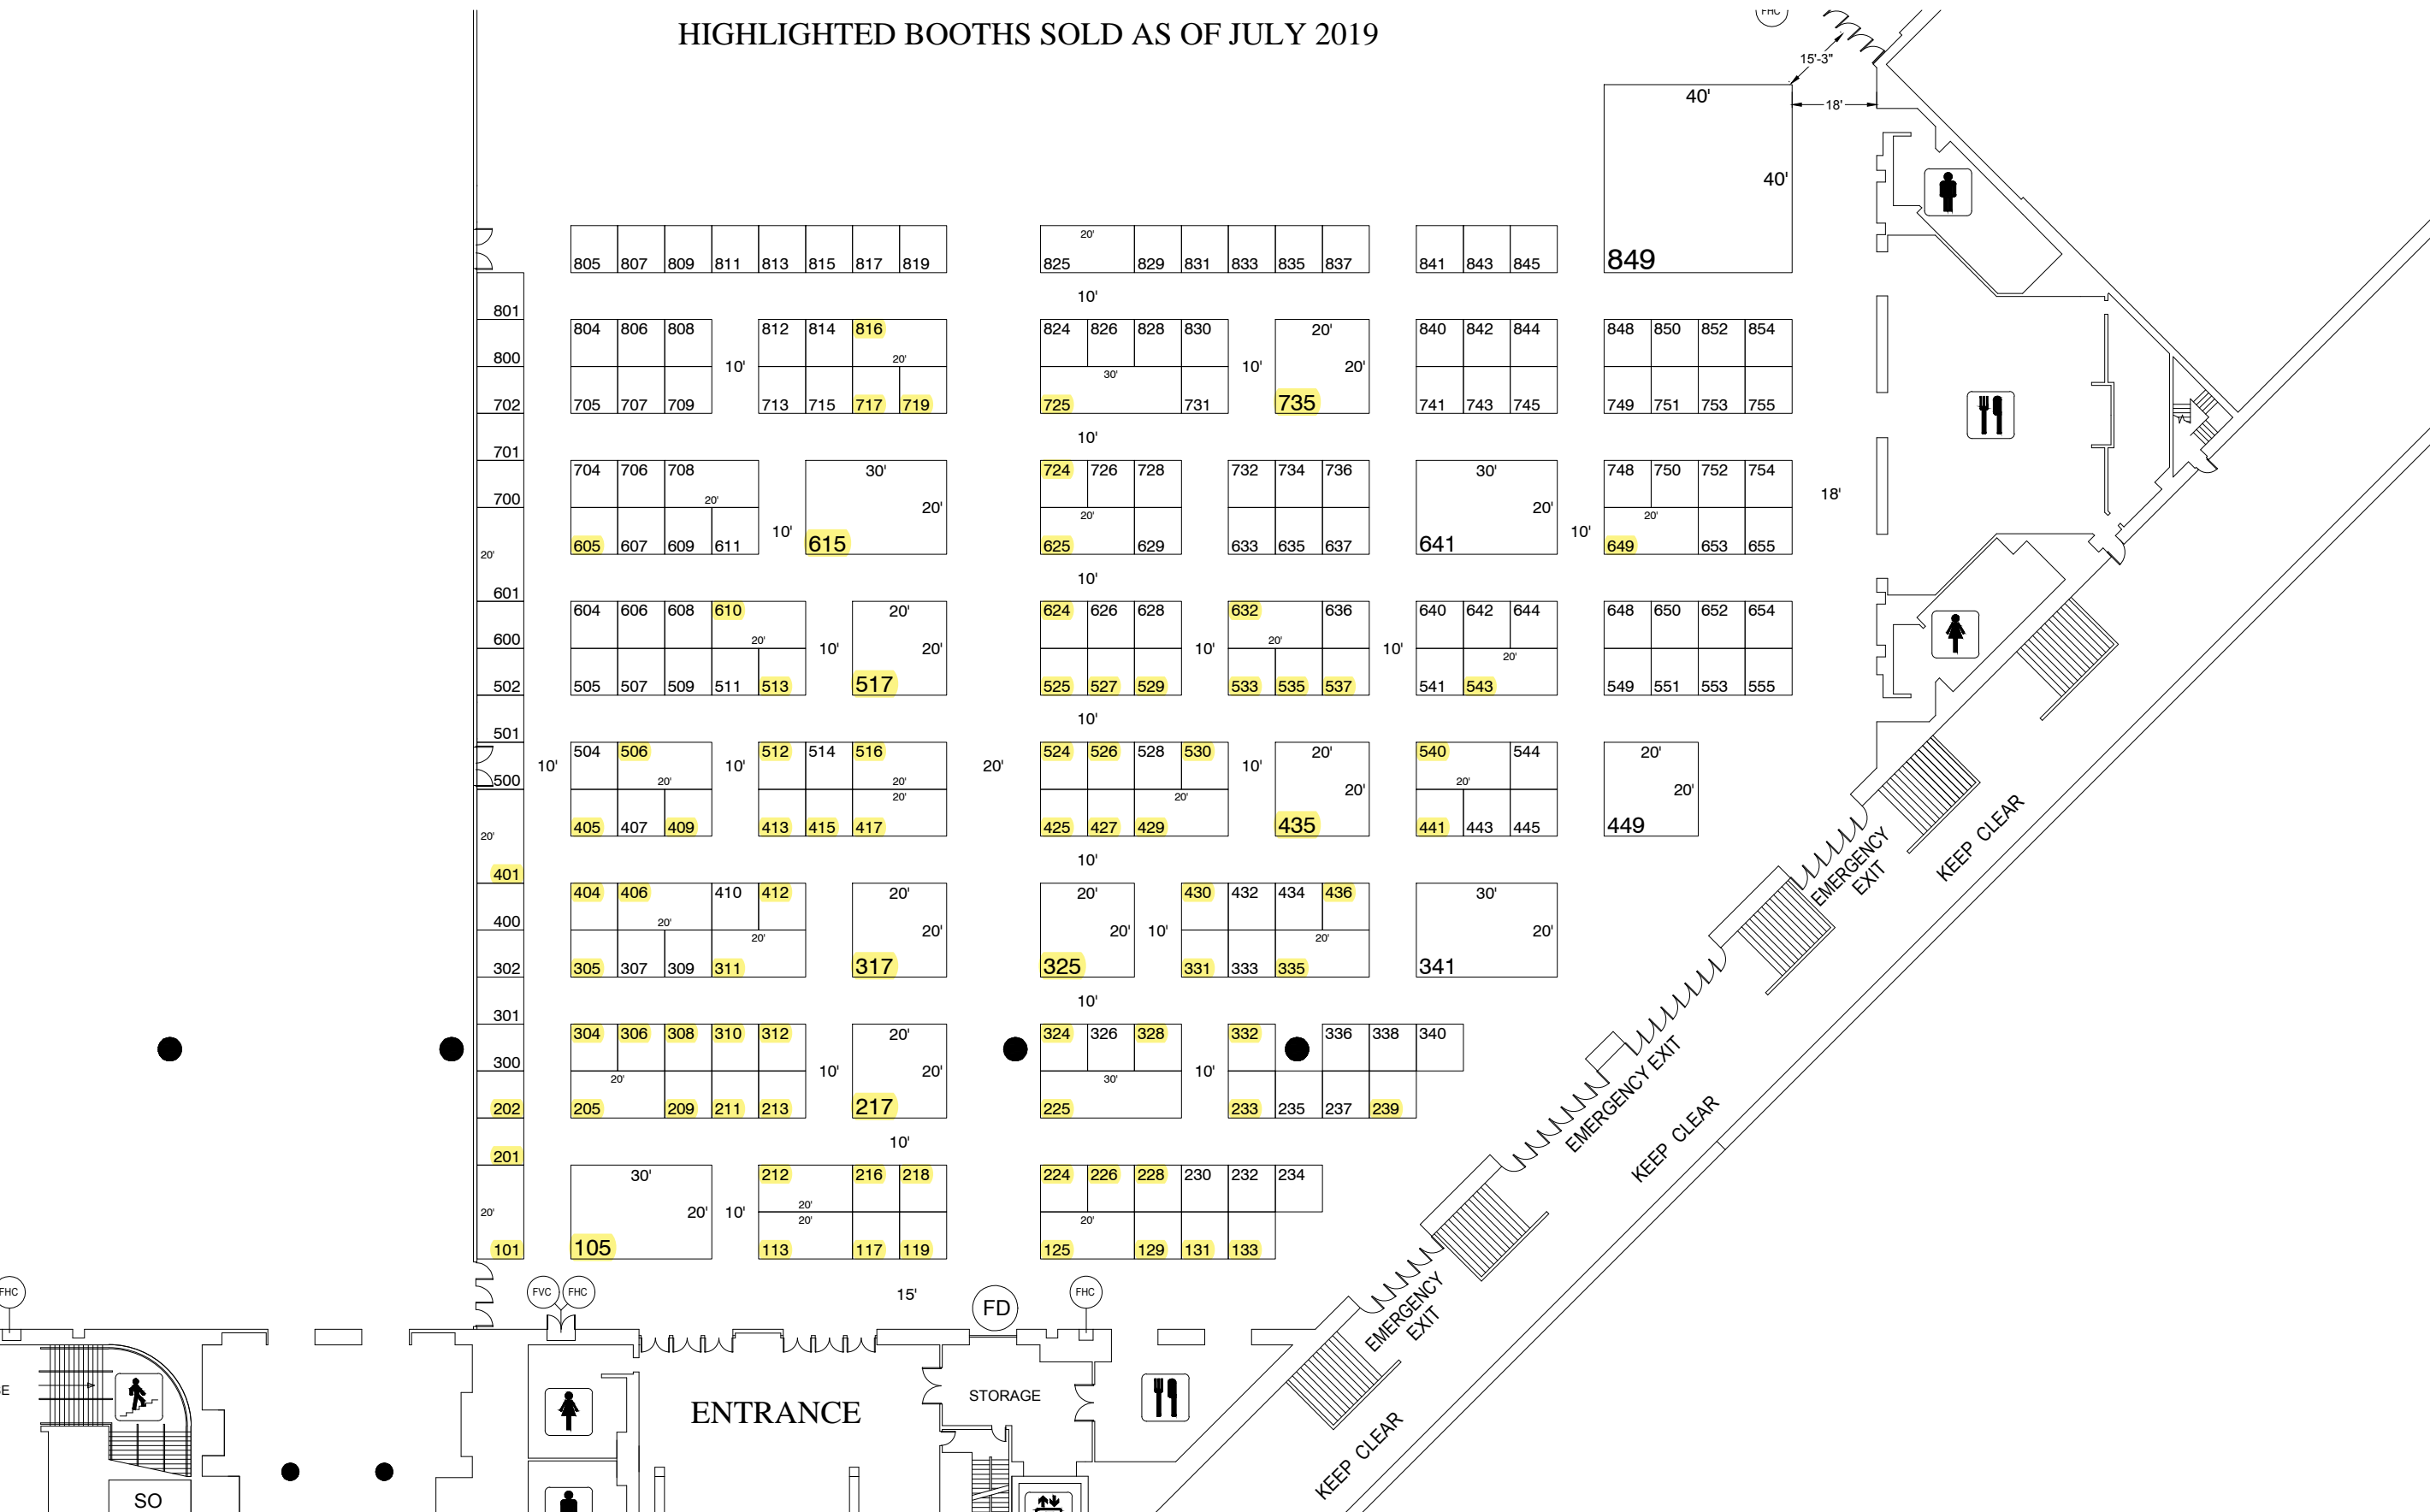 HIGHLIGHTED BOOTHS SOLD AS OF JULY 2019
FHC
15'-3"
40'
18'
40'
20'
805 807 809 811 813 815 817 819 825 829 831 833 835 837 841 843 845 849
10'
801
804 806 808 812 814 816 824 826 828 830 20' 840 842 844 848 850 852 854
800 10' 20' 30' 10' 20'
702 705 707 709 713 715 717 719 725 731 735 741 743 745 749 751 753 755
10'
701
704 706 708 30' 724 726 728 732 734 736 30' 748 750 752 754
700 20' 20' 20' 20' 20' 18'
20' 605 607 609 611 10' 615 625 629 633 635 637 641 10' 649 653 655
10'
601
604 606 608 610 20' 624 626 628 632 636 640 642 644 648 650 652 654
600 20' 10' 20' 10' 20' 10' 20'
502 505 507 509 511 513 517 525 527 529 533 535 537 541 543 549 551 553 555
10'
501
504 506 512 514 516 524 526 528 530 20' 540 544 20'
10' 10' 20' 10'
500 20' 20' 20' 20' 20' 20' 20'
20' 405 407 409 413 415 417 425 427 429 435 441 443 445 449
10'
401
404 406 410 412 20' 20' 430 432 434 436 30'
400 20' 20' 20' 20' 10' 20' 20'
302 305 307 309 311 317 325 331 333 335 341
10'
301
304 306 308 310 312 20' 324 326 328 332 336 338 340
300 20' 10' 20' 30' 10'
202 205 209 211 213 217 225 233 235 237 239
10'
201
30' 212 216 218 224 226 228 230 232 234
20' 20' 10' 20' 20' 20'
101 105 113 117 119 125 129 131 133
15'
FHC FVC FHC FD FHC
STORAGE
ENTRANCE
SO
EMERGENCY
EXIT
KEEP CLEAR
EMERGENCY EXIT
KEEP CLEAR
EMERGENCY
EXIT
KEEP CLEAR